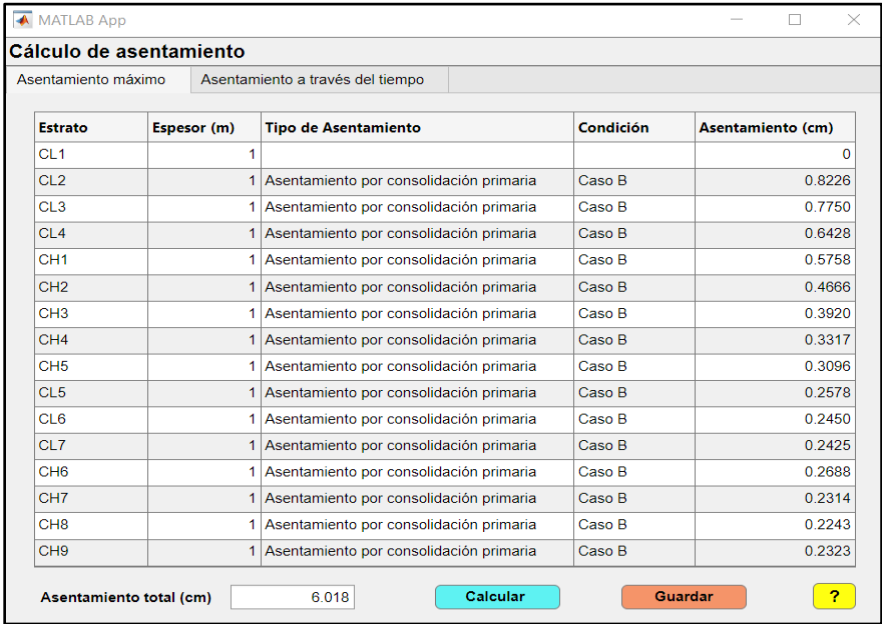 MATLAB App
Cálculo de asentamiento
Asentamiento máximo Asentamiento a través del tiempo
Estrato Espesor (m) Tipo de Asentamiento Condición Asentamiento (cm)
CL1 1 0
CL2 1 Asentamiento por consolidación primaria Caso B 0.8226
CL3 1 Asentamiento por consolidación primaria Caso B 0.7750
CL4 1 Asentamiento por consolidación primaria Caso B 0.6428
CH1 1 Asentamiento por consolidación primaria Caso B 0.5758
CH2 1 Asentamiento por consolidación primaria Caso B 0.4666
CH3 1 Asentamiento por consolidación primaria Caso B 0.3920
CH4 1 Asentamiento por consolidación primaria Caso B 0.3317
CH5 1 Asentamiento por consolidación primaria Caso B 0.3096
CL5 1 Asentamiento por consolidación primaria Caso B 0.2578
CL6 1 Asentamiento por consolidación primaria Caso B 0.2450
CL7 1 Asentamiento por consolidación primaria Caso B 0.2425
CH6 1 Asentamiento por consolidación primaria Caso B 0.2688
CH7 1 Asentamiento por consolidación primaria Caso B 0.2314
CH8 1 Asentamiento por consolidación primaria Caso B 0.2243
CH9 1 Asentamiento por consolidación primaria Caso B 0.2323
Asentamiento total (cm) 6.018 Calcular Guardar ?